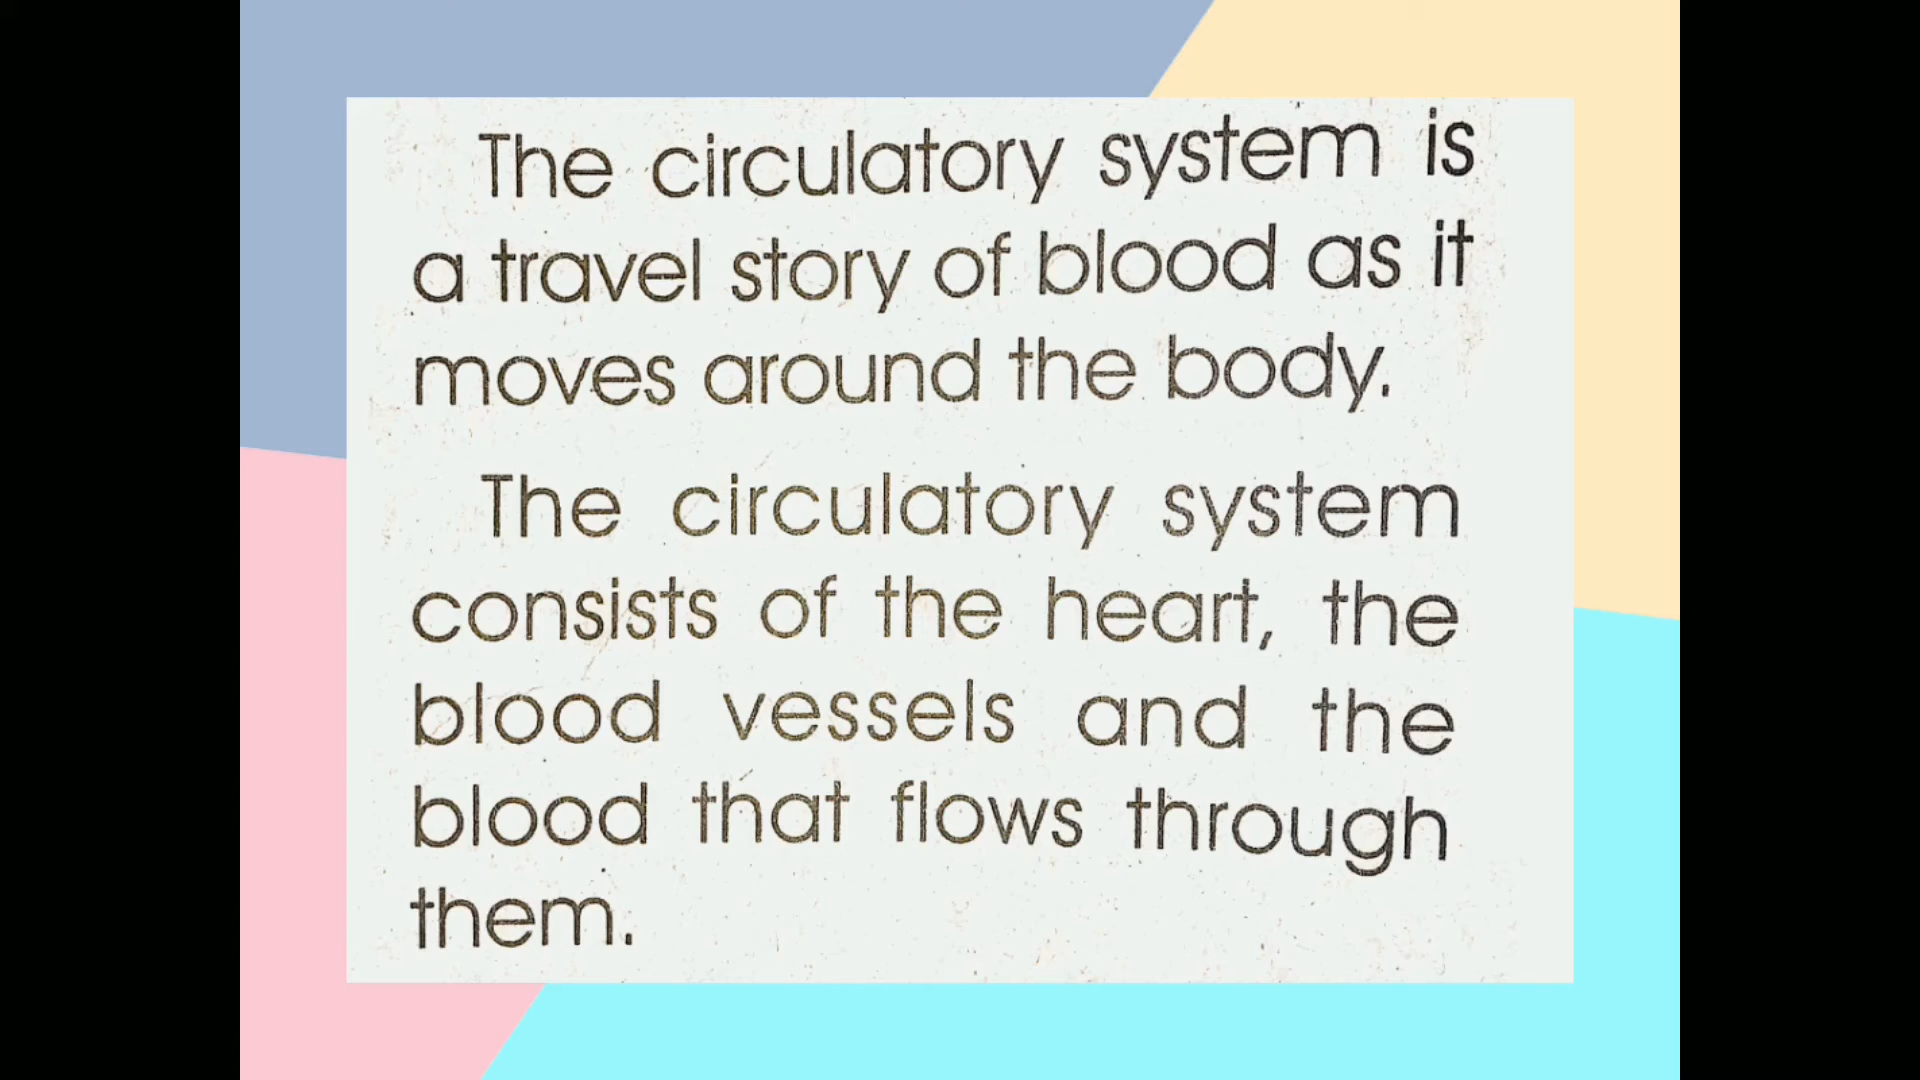 The circulatory system is
a travel story of blood as it
moves around the body.
The circulatory system
consists of the heart, the
blood vessels and the
blood that flows through
them.